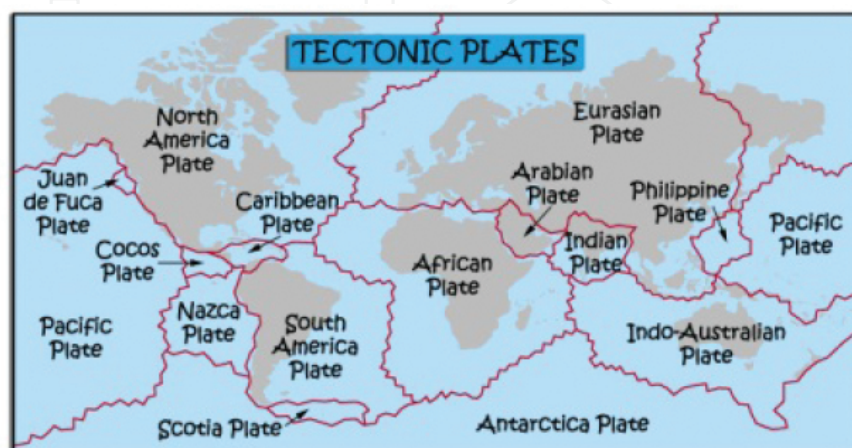 TECTONIC PLATES
North
America
Plate
Eurasian
Plate
Juan
de Fuca
Plate
Caribbean
Plate
Arabian
Plate
Philippine
Plate
Pacific
Plate
Cocos
Plate
African
Plate
Indian
Plate
Pacific
Plate
Nazca
Plate
South
America
Plate
Indo-Australian
Plate
Scotia Plate
Antarctica Plate